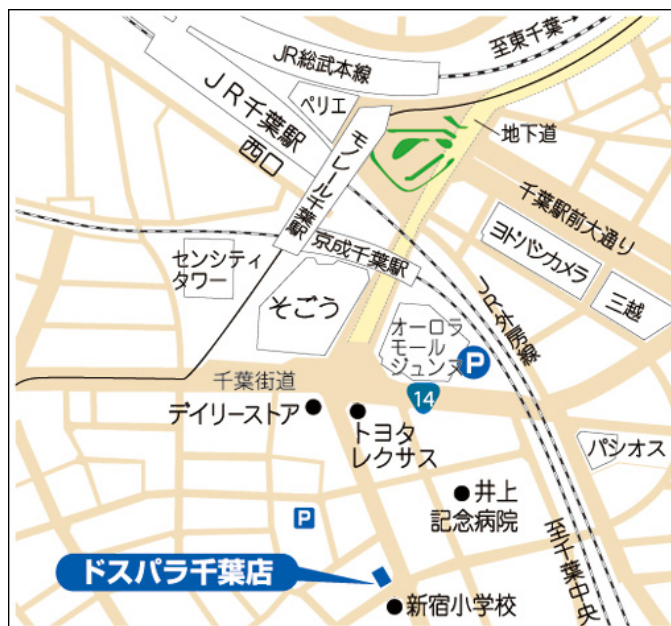 至東千葉→
JR総武本線
ペリエ
JR千葉駅
西口
モノレール千葉駅
地下道
千葉駅前大通り
ヨドバシカメラ
三越
京成千葉駅
センシティ
タワー
そごう
JR外房線
オーロラ
モール
ジュンヌ
P
千葉街道
14
デイリーストア
トヨタ
レクサス
パシオス
井上
記念病院
P
至千葉中央
ドスパラ千葉店
新宿小学校